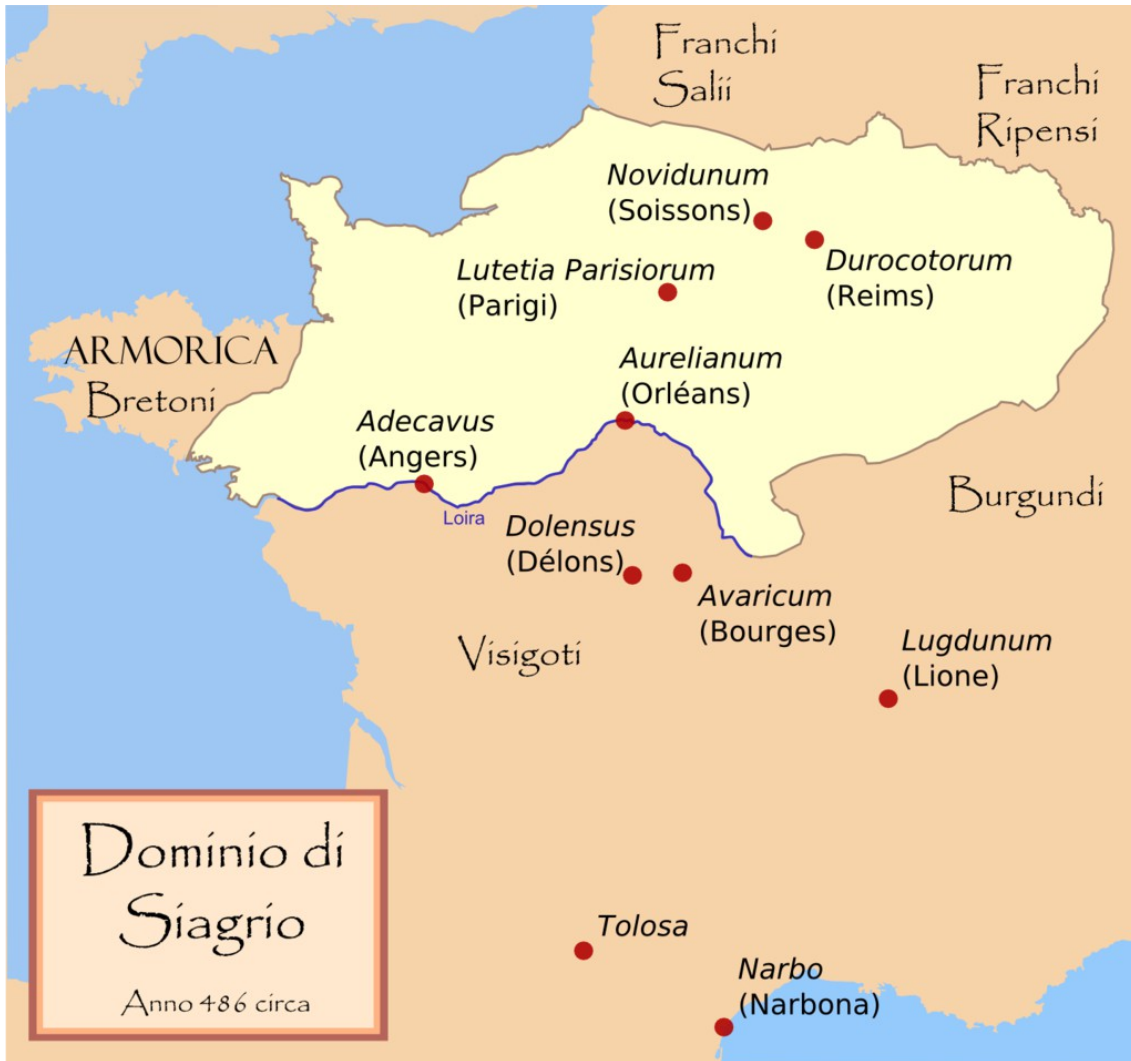 Franchi
Salii
Franchi
Ripensi
Novidunum
(Soissons)
Durocotorum
(Reims)
Lutetia Parisiorum
(Parigi)
ARMORICA
Bretoni
Aurelianum
(Orléans)
Adecavus
(Angers)
Loira
Burgundi
Dolensus
(Délons)
Avaricum
(Bourges)
Visigoti
Lugdunum
(Lione)
Dominio di
Siagrio
Anno 486 circa
Tolosa
Narbo
(Narbona)